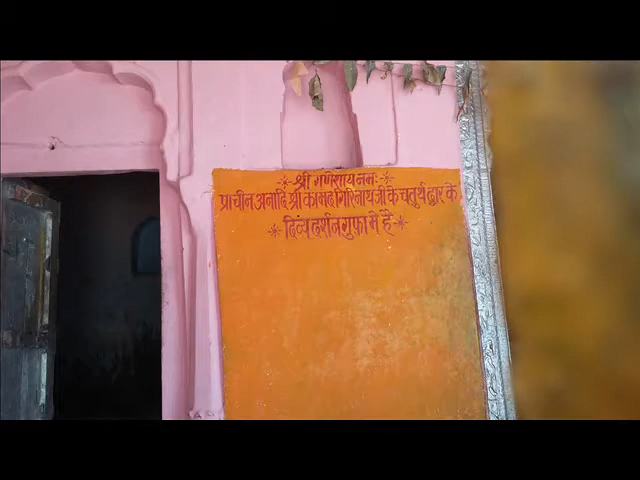 श्री गणेशाय नमः
प्राचीन अनादि श्री कामदगिरिनाथ जी के चतुर्थ द्वार के
दिव्य दर्शन गुफा में है